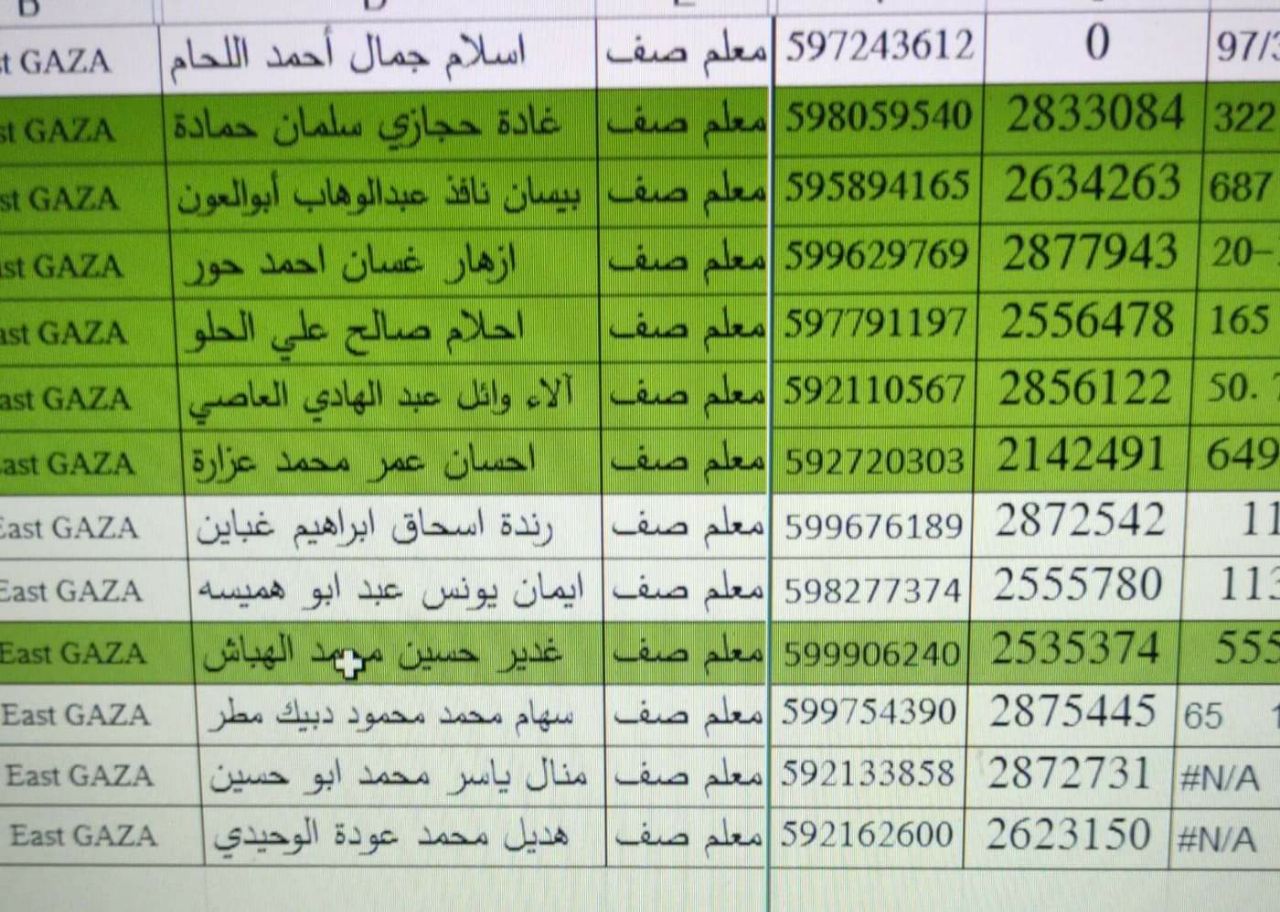 st GAZA اسلام جمال أحمد اللحام معلم صف 597243612 0 97/3
st GAZA غادة حجازي سلمان حمادة معلم صف 598059540 2833084 322
st GAZA بيسان نافذ عبدالوهاب أبوالعون معلم صف 595894165 2634263 687
st GAZA ازهار غسان احمد حور معلم صف 599629769 2877943 20-
ast GAZA احلام صالح علي الحلو معلم صف 597791197 2556478 165
ast GAZA آلاء وائل عبد الهادي العاصي معلم صف 592110567 2856122 50.
ast GAZA احسان عمر محمد عزارة معلم صف 592720303 2142491 649
East GAZA رندة اسحاق ابراهيم غباين معلم صف 599676189 2872542 11
East GAZA ايمان يونس عبد ابو هميسه معلم صف 598277374 2555780 113
East GAZA غدير حسين محمد الهباش معلم صف 599906240 2535374 555
East GAZA سهام محمد محمود دبيك مطر معلم صف 599754390 2875445 65 1
East GAZA منال ياسر محمد ابو حسين معلم صف 592133858 2872731 #N/A
East GAZA هديل محمد عودة الوحيدي معلم صف 592162600 2623150 #N/A